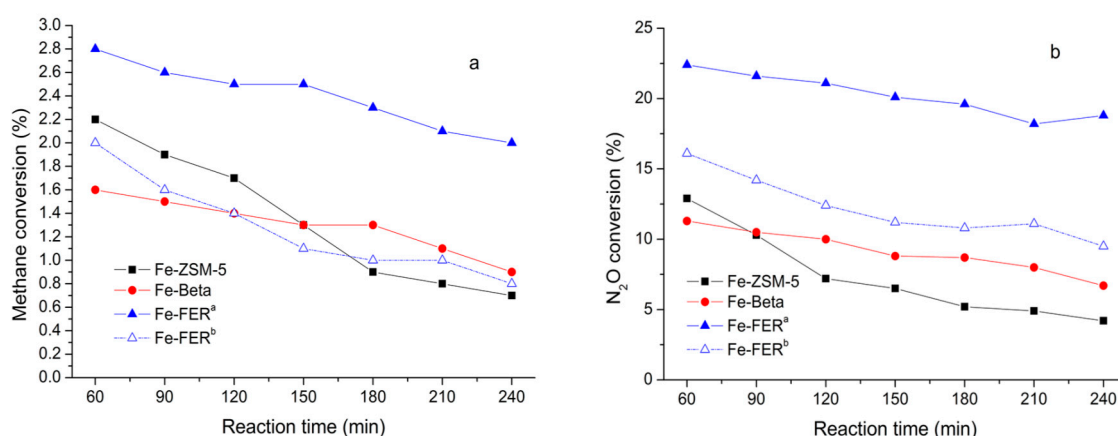 a
3.0
2.8
2.6
2.4
2.2
2.0
1.8
1.6
1.4
1.2
1.0
0.8
0.6
0.4
0.2
0.0
Methane conversion (%)
Fe-ZSM-5
Fe-Beta
Fe-FERᵃ
Fe-FERᵇ
60 90 120 150 180 210 240
Reaction time (min)
b
25
20
15
10
5
0
N₂O conversion (%)
Fe-ZSM-5
Fe-Beta
Fe-FERᵃ
Fe-FERᵇ
60 90 120 150 180 210 240
Reaction time (min)